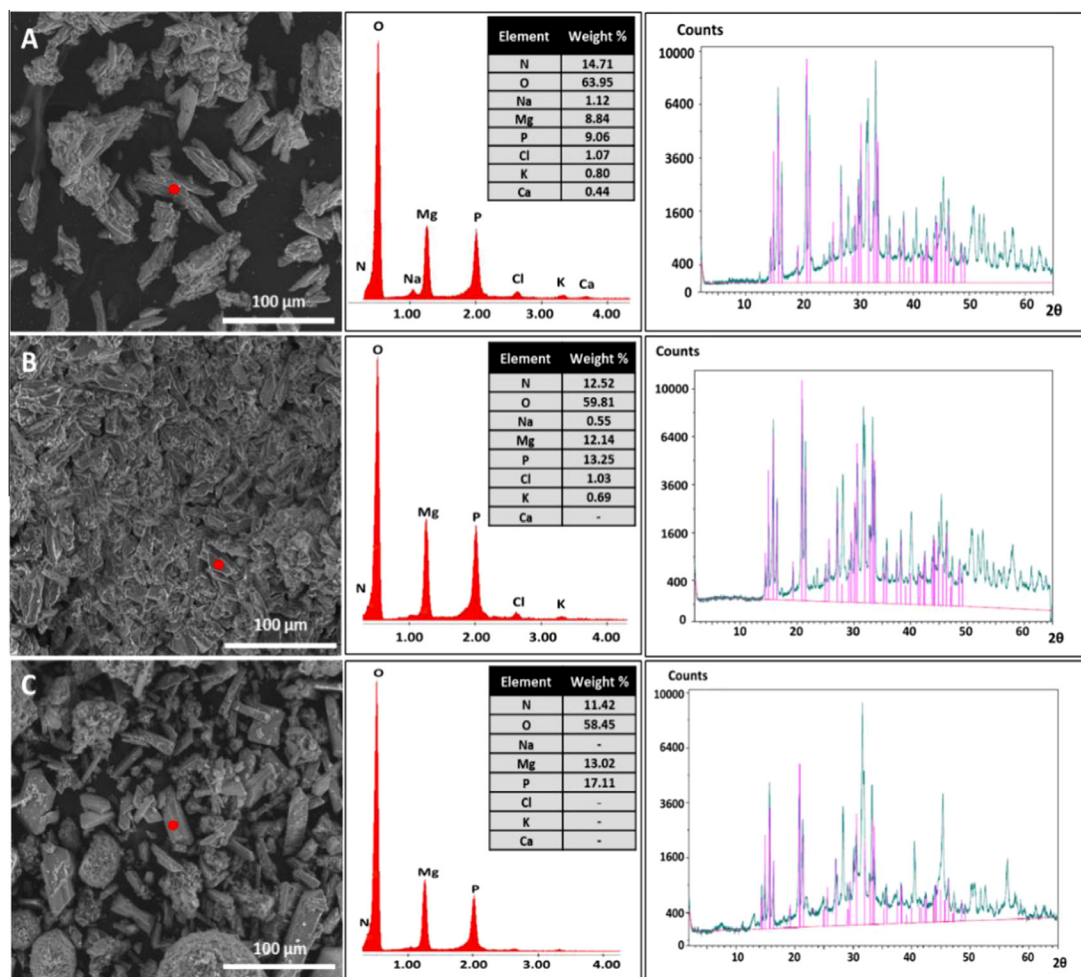 A
100 μm
O
N
Na
Mg
P
Cl
K
Ca
1.00 2.00 3.00 4.00
Element Weight %
N 14.71
O 63.95
Na 1.12
Mg 8.84
P 9.06
Cl 1.07
K 0.80
Ca 0.44
Counts
10000
6400
3600
1600
400
0
10 20 30 40 50 60 2θ
B
100 μm
O
N
Mg
P
Cl
K
1.00 2.00 3.00 4.00
Element Weight %
N 12.52
O 59.81
Na 0.55
Mg 12.14
P 13.25
Cl 1.03
K 0.69
Ca -
Counts
10000
6400
3600
1600
400
0
10 20 30 40 50 60 2θ
C
100 μm
O
N
Mg
P
1.00 2.00 3.00 4.00
Element Weight %
N 11.42
O 58.45
Na -
Mg 13.02
P 17.11
Cl -
K -
Ca -
Counts
10000
6400
3600
1600
400
0
10 20 30 40 50 60 2θ